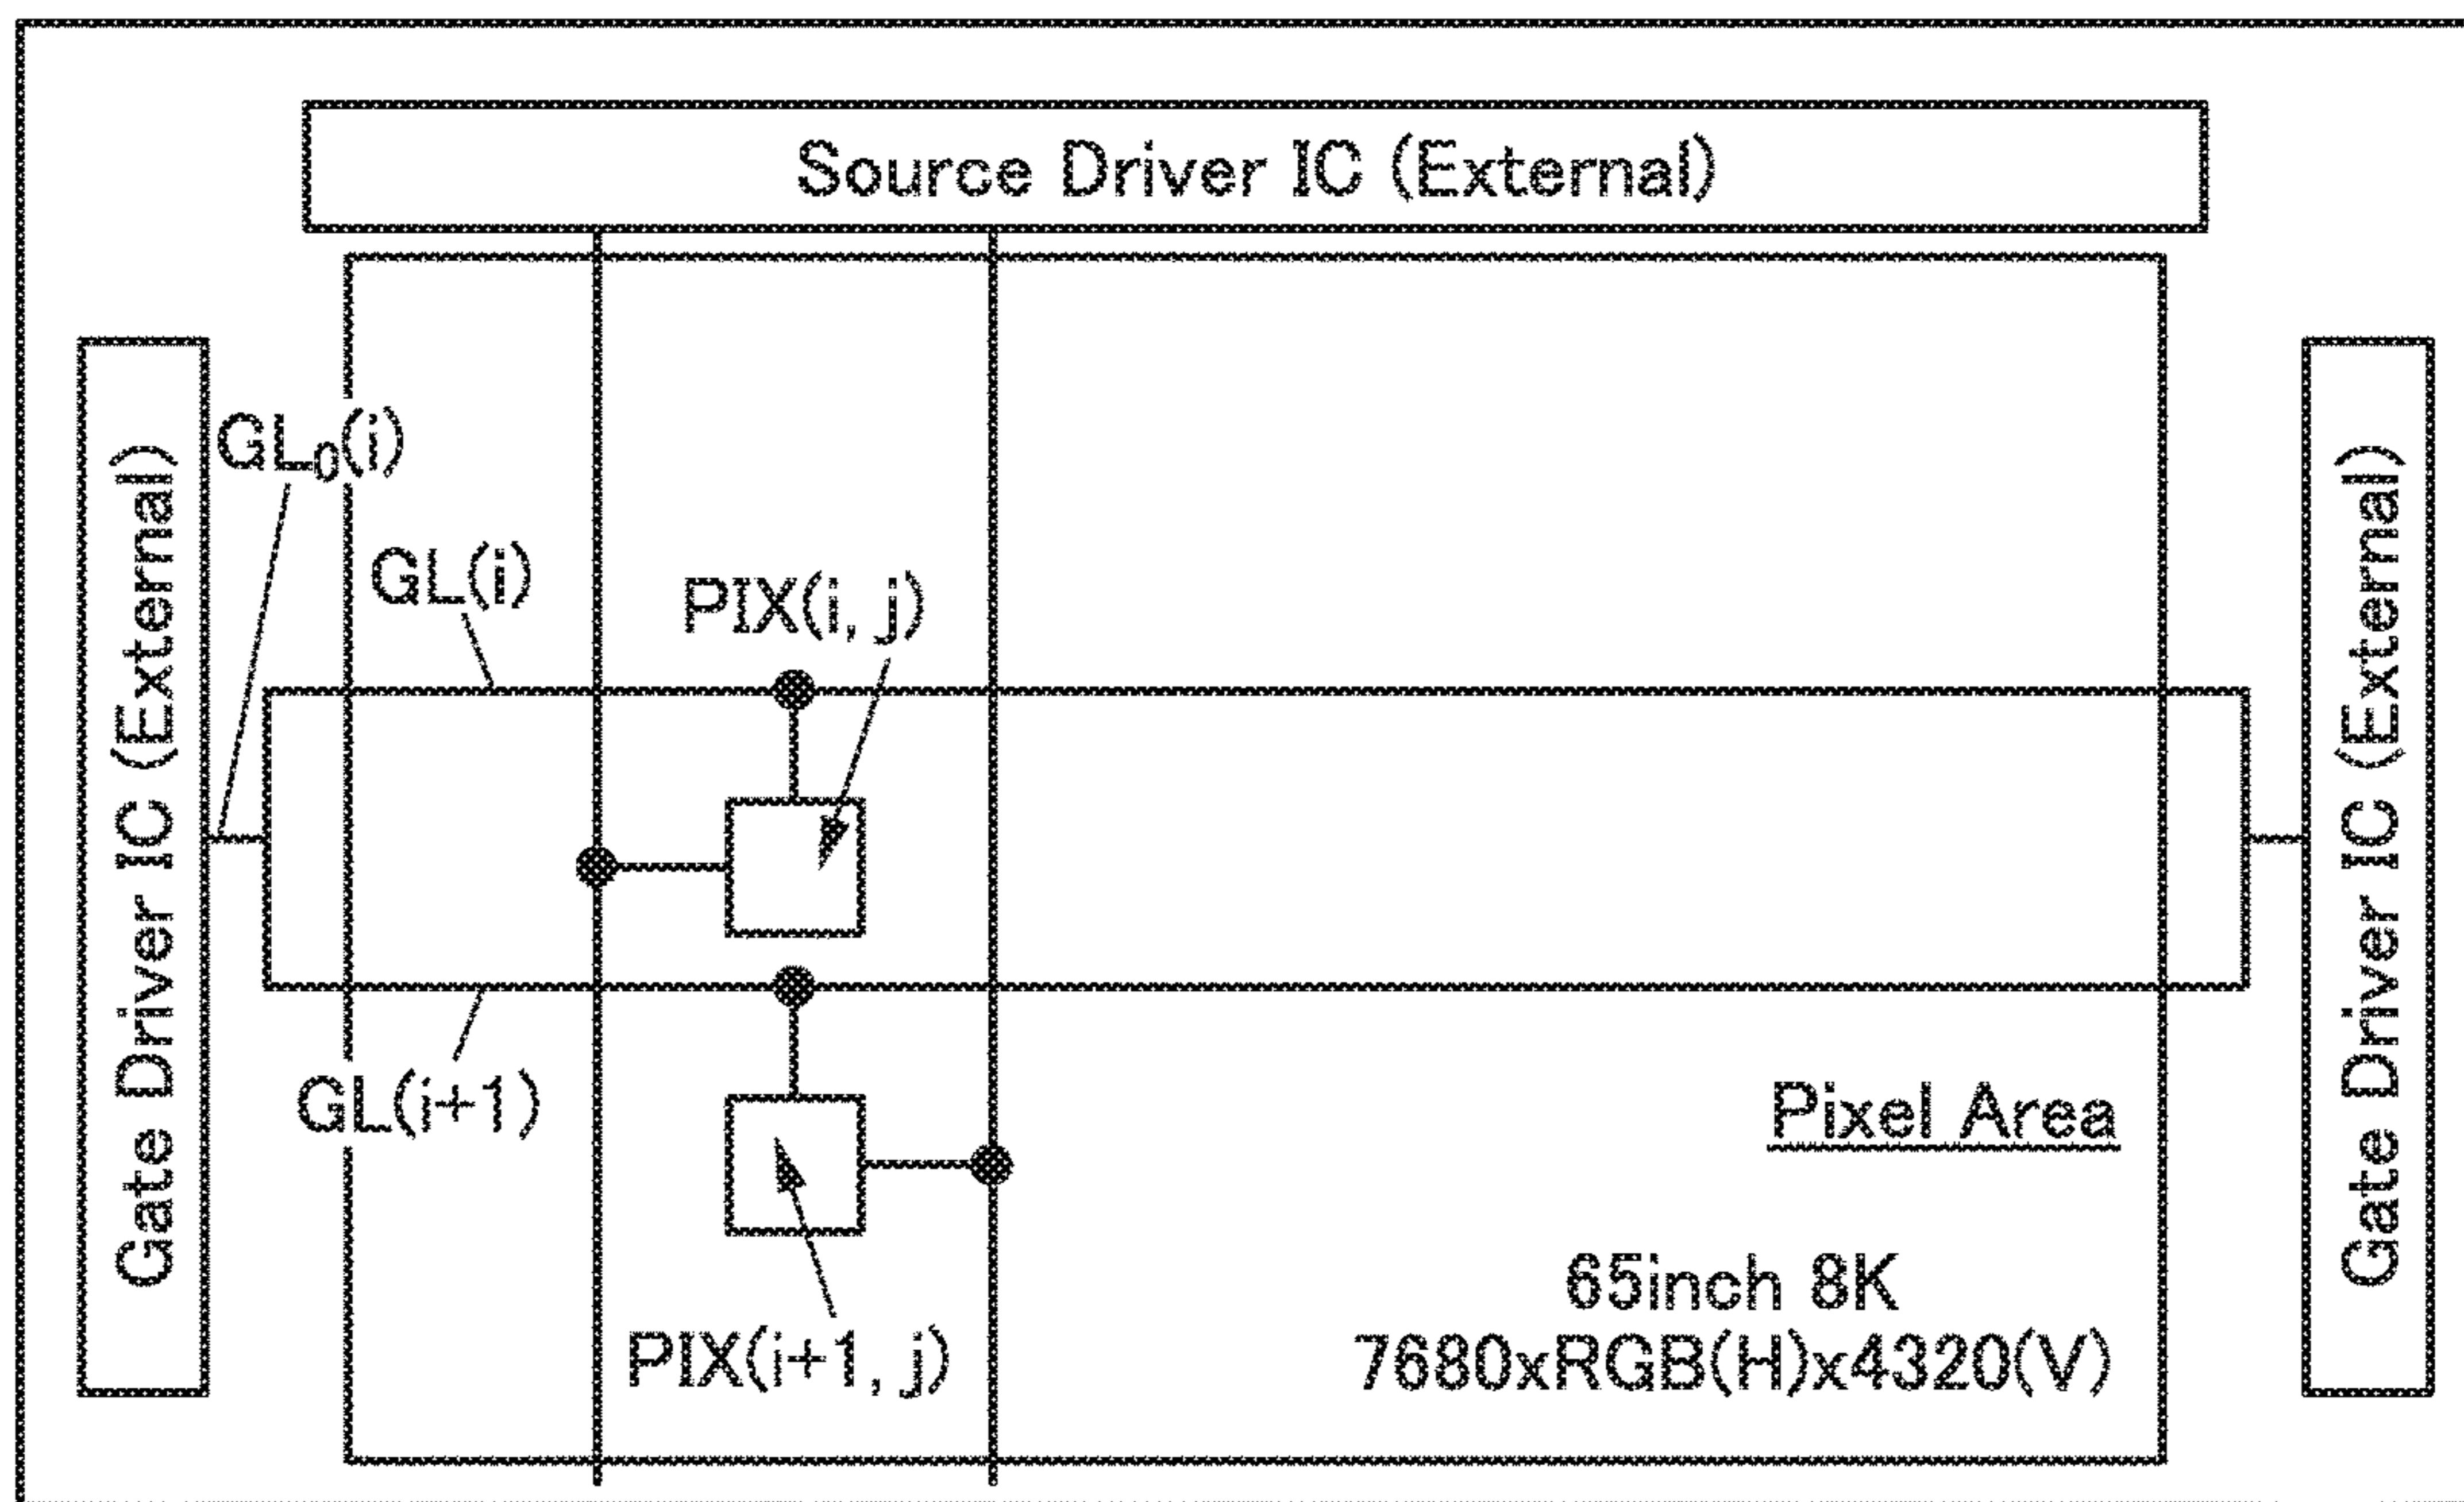 Source Driver IC (External)
Gate Driver IC (External)
GL0(i)
GL(i)
PIX(i, j)
Gate Driver IC (External)
GL(i+1)
Pixel Area
65inch 8K
PIX(i+1, j)
7680xRGB(H)x4320(V)